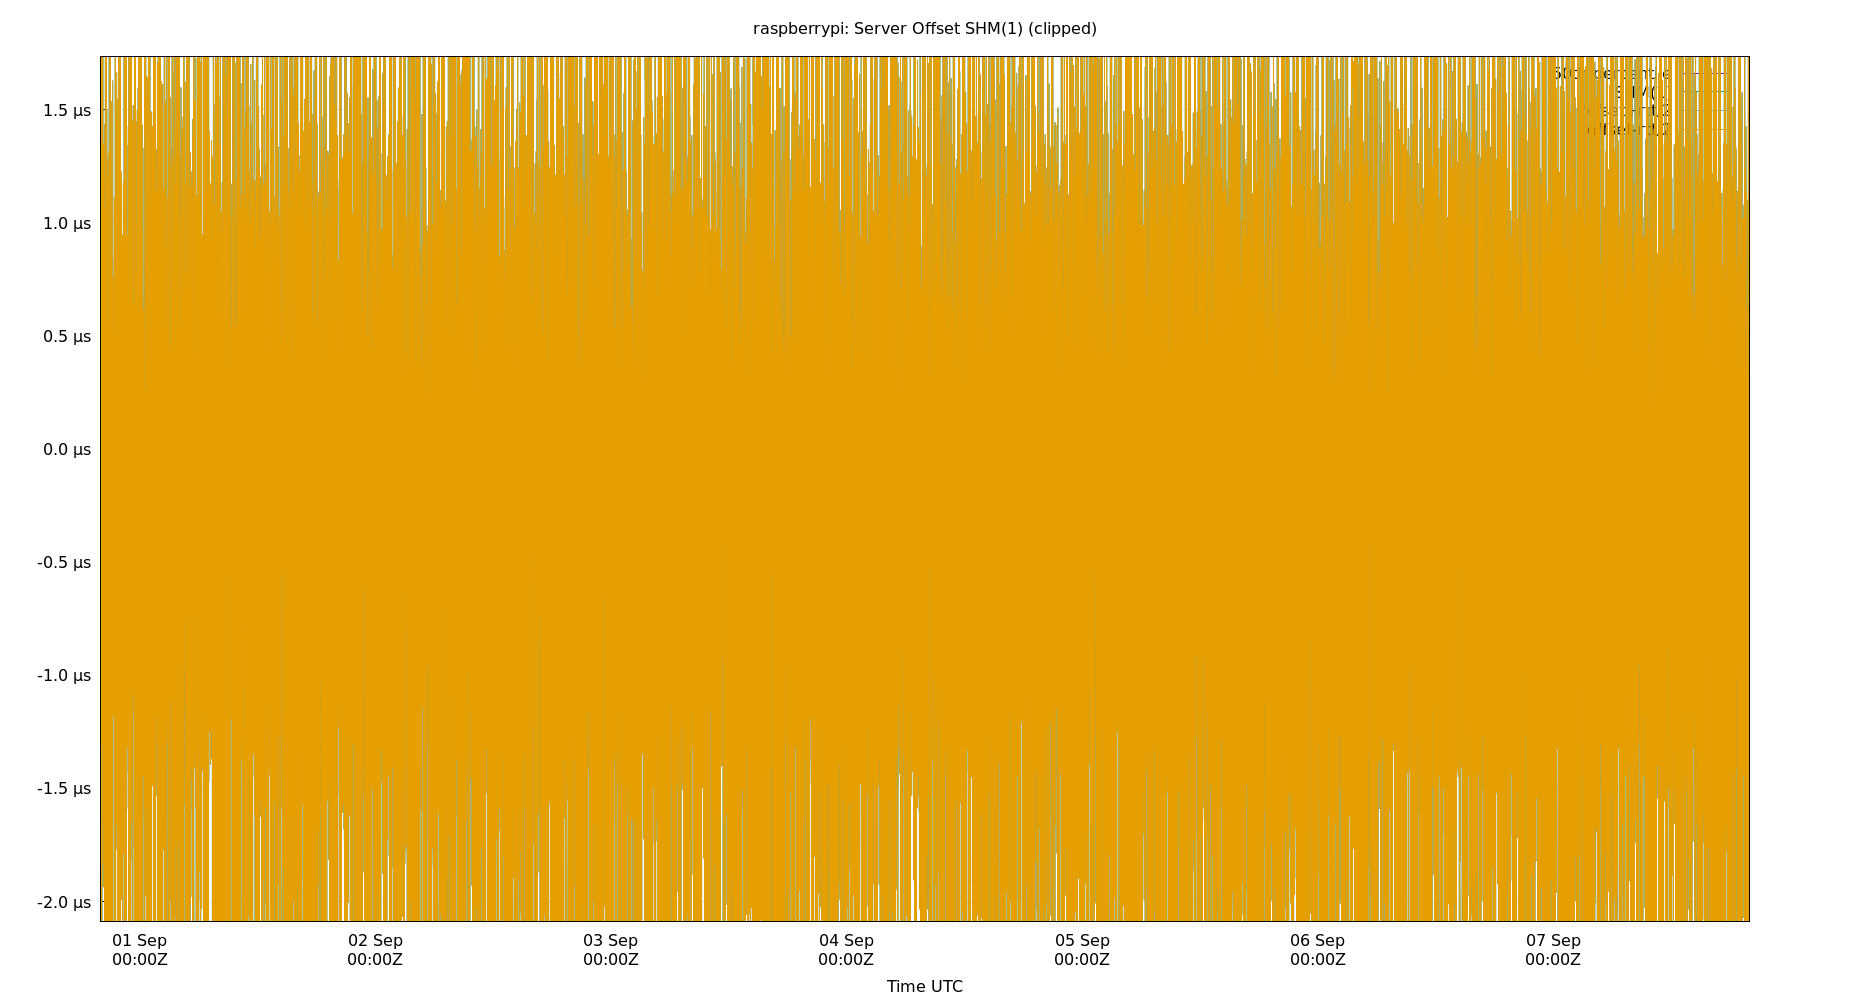 raspberrypi: Server Offset SHM(1) (clipped)
1.5 µs
1.0 µs
0.5 µs
0.0 µs
-0.5 µs
-1.0 µs
-1.5 µs
-2.0 µs
01 Sep 02 Sep 03 Sep 04 Sep 05 Sep 06 Sep 07 Sep
00:00Z 00:00Z 00:00Z 00:00Z 00:00Z 00:00Z 00:00Z
Time UTC